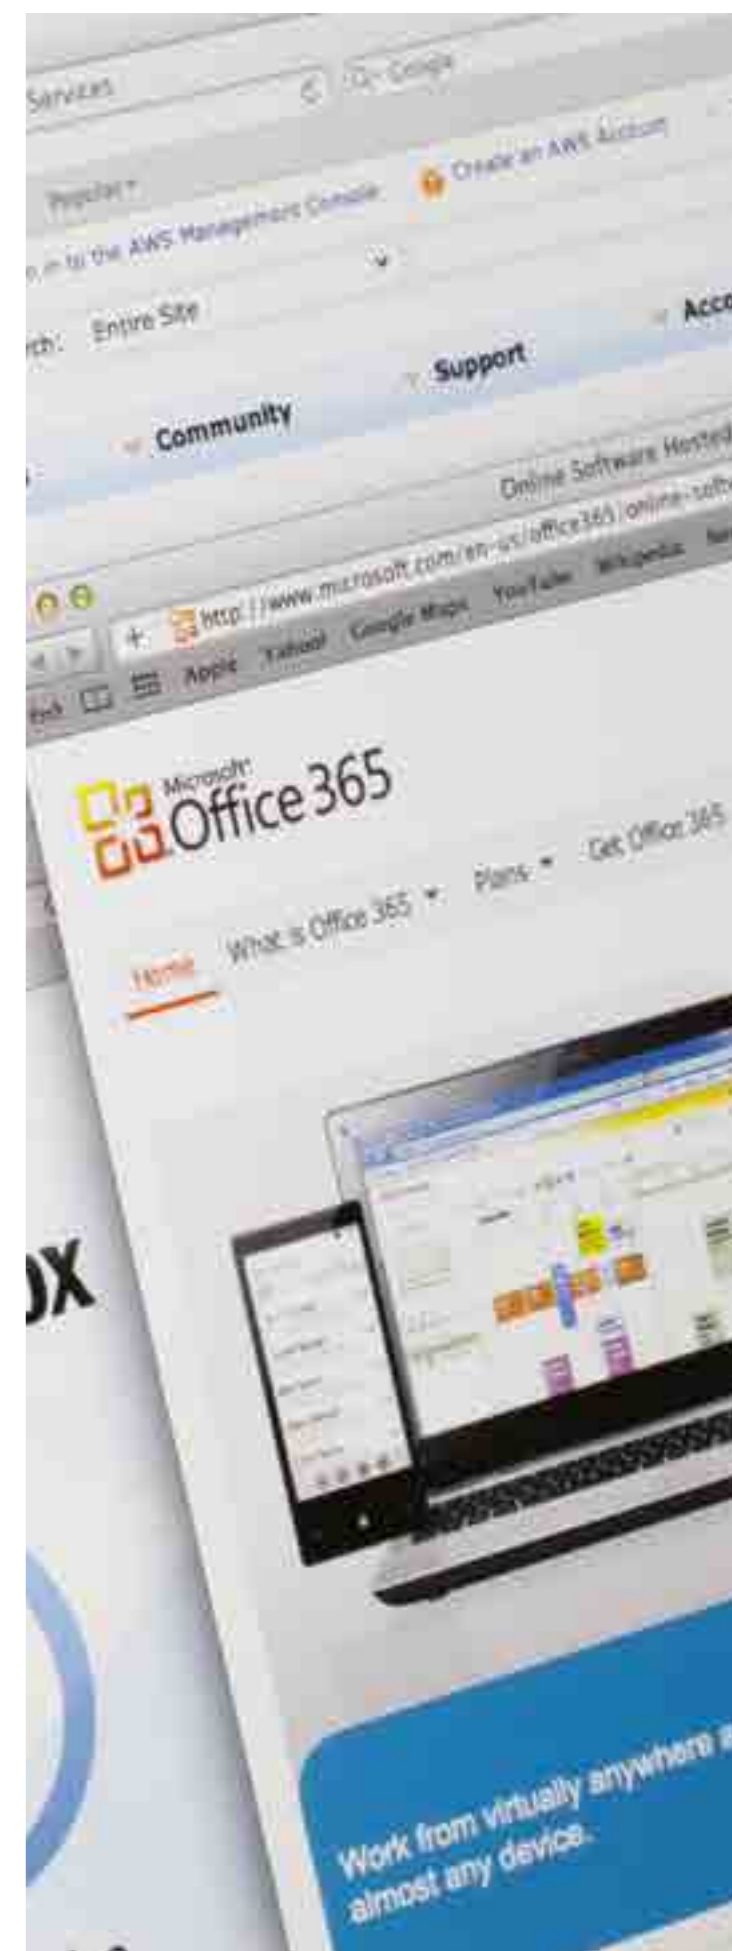 Services
Google
Popular
in to the AWS Management Console
Create an AWS Account
Entire Site
Community
Support
Acco
Online Software Hosted
http://www.microsoft.com/en-us/office365/online-softw
Apple Yahoo! Google Maps YouTube Wikipedia
Microsoft®
Office 365
Home What is Office 365 Plans Get Office 365
ox
Work from virtually anywhere a
almost any device.